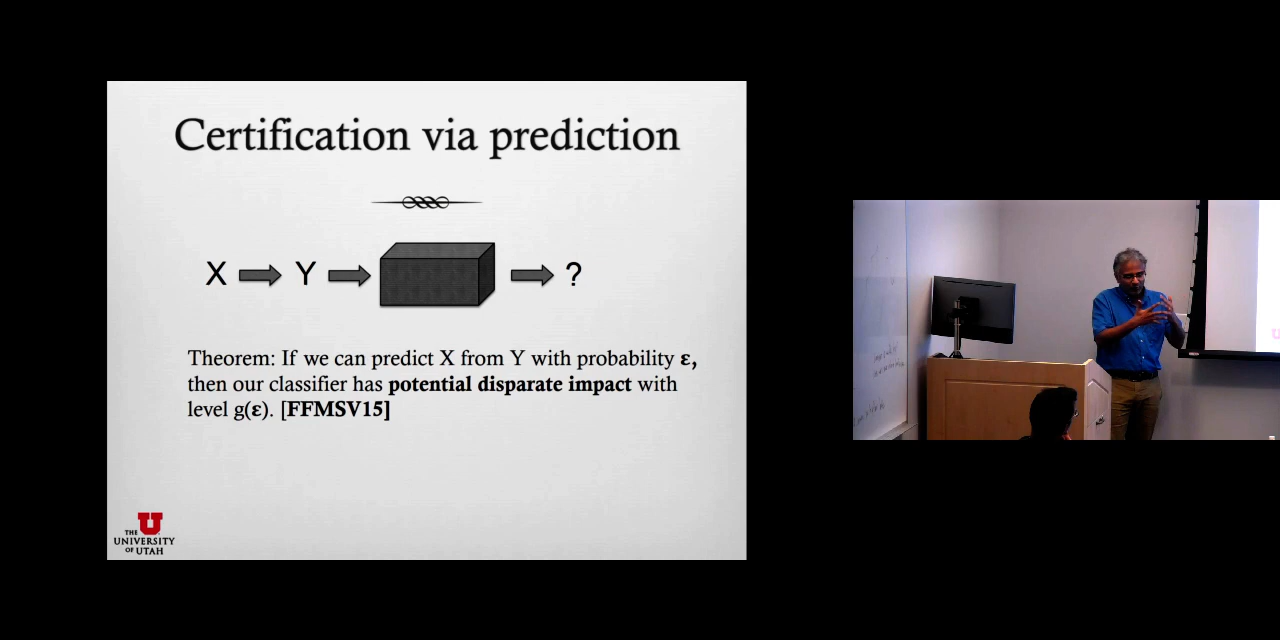 Certification via prediction
X Y ?
Theorem: If we can predict X from Y with probability ε,
then our classifier has potential disparate impact with
level g(ε). [FFMSV15]
THE
UNIVERSITY
OF UTAH